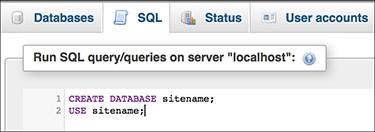 Databases SQL Status User accounts
Run SQL query/queries on server "localhost":
1 CREATE DATABASE sitename;
2 USE sitename;